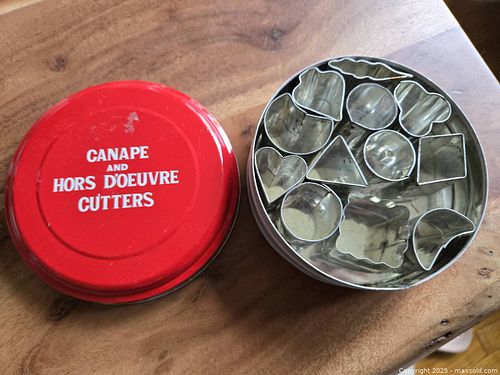 CANAPE
AND
HORS D'OEUVRE
CUTTERS
Copyright 2025 - maxsold.com